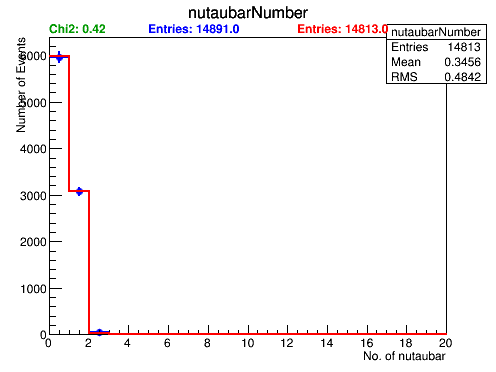 nutaubarNumber
Chi2: 0.42 Entries: 14891.0 Entries: 14813.0
nutaubarNumber
Entries 14813
Mean 0.3456
RMS 0.4842
Number of Events
6000
5000
4000
3000
2000
1000
0
0 2 4 6 8 10 12 14 16 18 20
No. of nutaubar